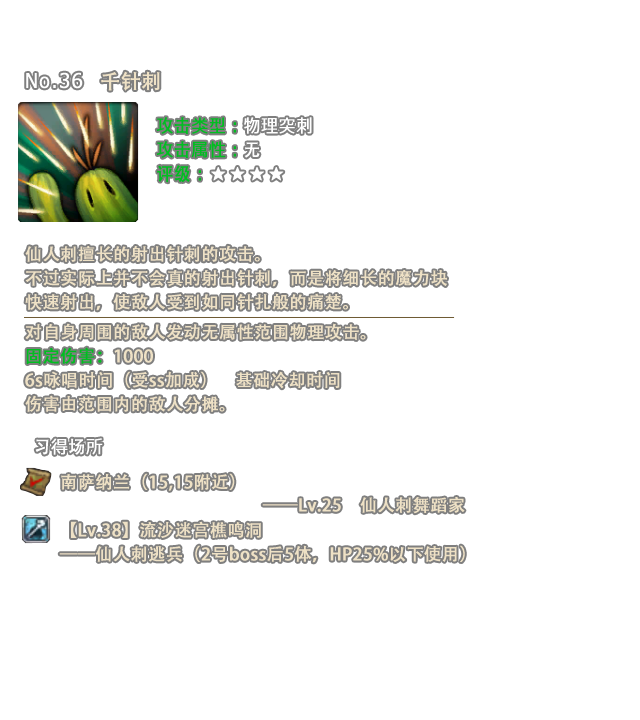 No.36 千针刺
攻击类型：物理突刺
攻击属性：无
评级：☆☆☆☆
仙人刺擅长的射出针刺的攻击。
不过实际上并不会真的射出针刺，而是将细长的魔力块
快速射出，使敌人受到如同针扎般的痛楚。
对自身周围的敌人发动无属性范围物理攻击。
固定伤害：1000
6s咏唱时间（受ss加成） 基础冷却时间
伤害由范围内的敌人分摊。
习得场所
南萨纳兰（15,15附近）
——Lv.25 仙人刺舞蹈家
【Lv.38】流沙迷宫樵鸣洞
——仙人刺逃兵（2号boss后5体，HP25%以下使用）